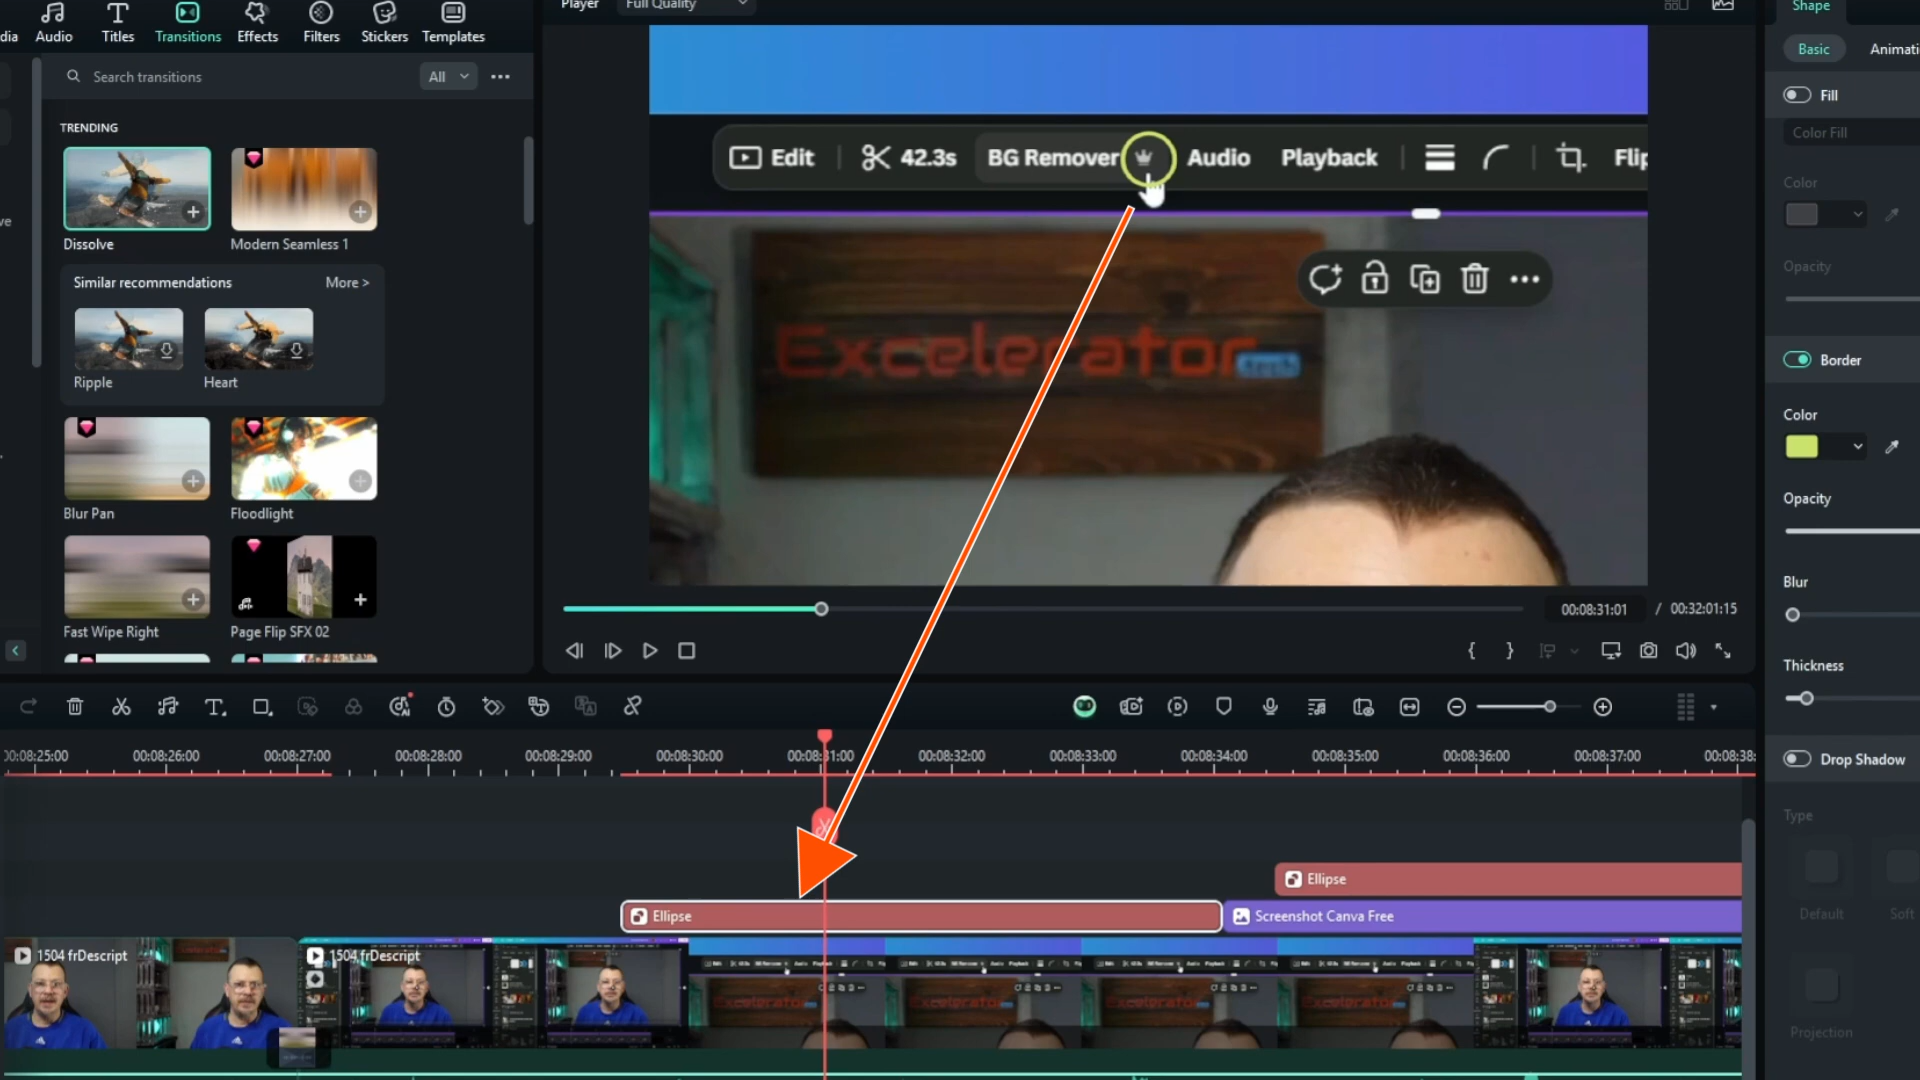 dia
Audio
Titles
Transitions
Effects
Filters
Stickers
Templates
Player
Full Quality
Shape
Basic
Animati
Search transitions
All
Fill
Color Fill
TRENDING
Color
Dissolve
Modern Seamless 1
ve
Similar recommendations
More >
Ripple
Heart
Blur Pan
Floodlight
Fast Wipe Right
Page Flip SFX 02
Edit
42.3s
BG Remover
Audio
Playback
Flip
Excelerator
.tech
Opacity
Border
Color
Opacity
Blur
Thickness
Drop Shadow
Type
Default
Soft
Projection
00:08:31:01
/ 00:32:01:15
00:08:25:00
00:08:26:00
00:08:27:00
00:08:28:00
00:08:29:00
00:08:30:00
00:08:31:00
00:08:32:00
00:08:33:00
00:08:34:00
00:08:35:00
00:08:36:00
00:08:37:00
00:08:38:
Ellipse
Ellipse
Screenshot Canva Free
1504 frDescript
1504 frDescript